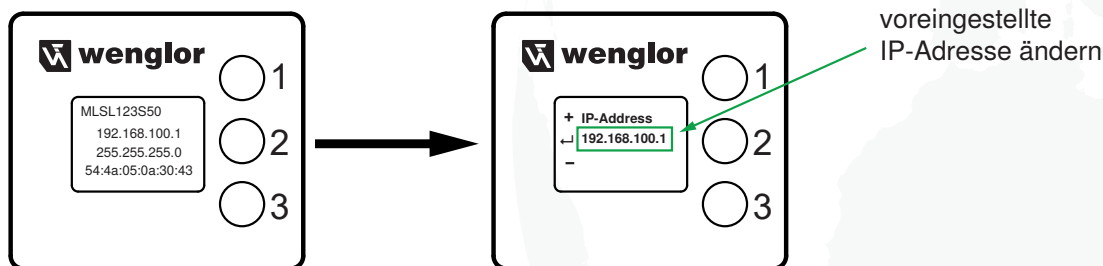 wenglor
1
2
3
MLSL123S50
192.168.100.1
255.255.255.0
54:4a:05:0a:30:43
wenglor
1
2
3
+ IP-Address
↵ 192.168.100.1
–
voreingestellte
IP-Adresse ändern